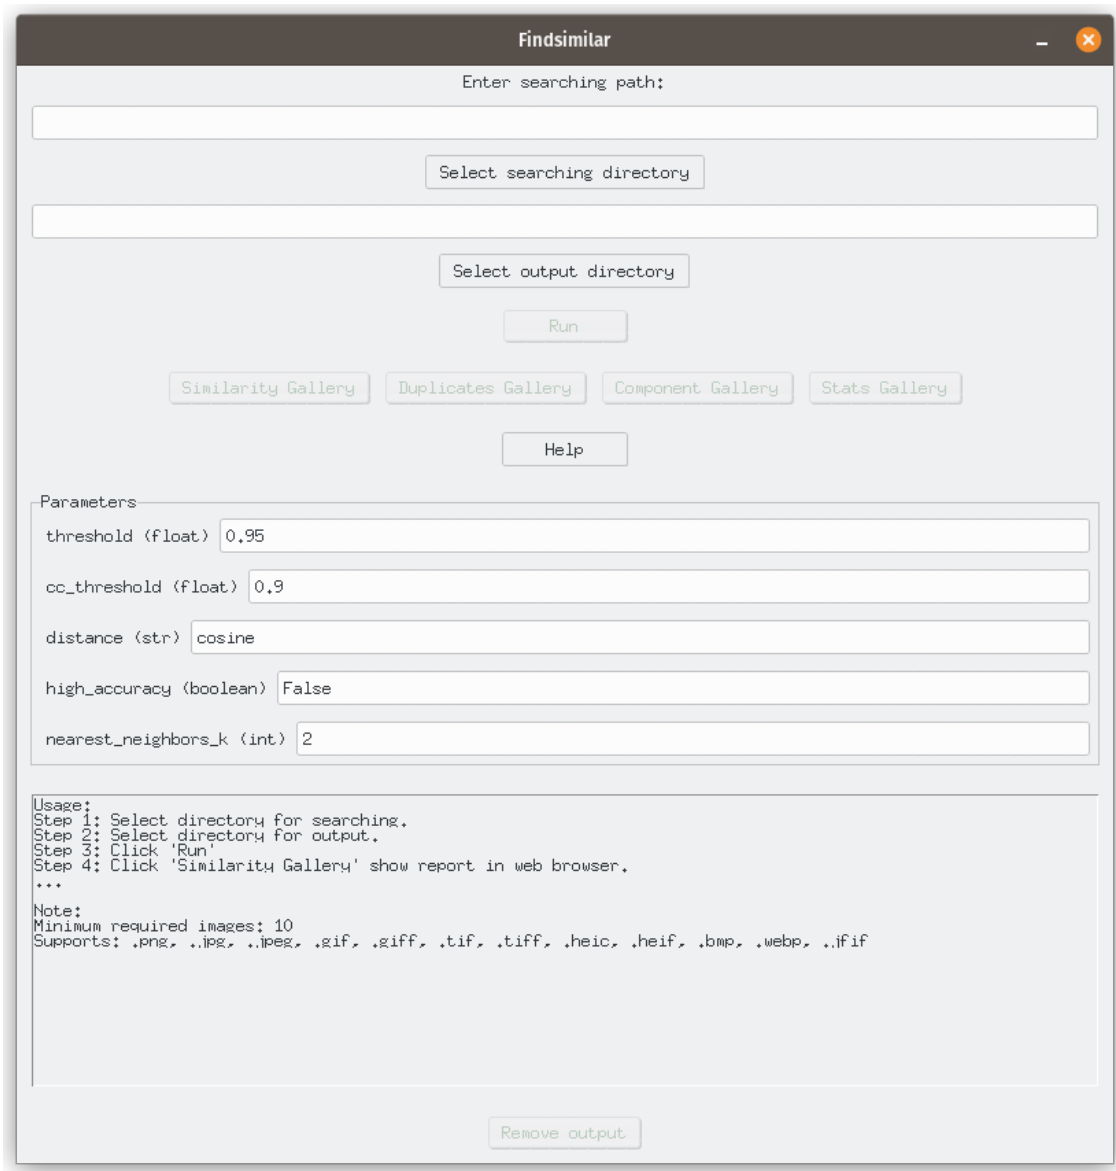 Findsimilar
Enter searching path:
Select searching directory
Select output directory
Run
Similarity Gallery Duplicates Gallery Component Gallery Stats Gallery
Help
Parameters
threshold (float) 0.95
cc_threshold (float) 0.9
distance (str) cosine
high_accuracy (boolean) False
nearest_neighbors_k (int) 2
Usage:
Step 1: Select directory for searching.
Step 2: Select directory for output.
Step 3: Click 'Run'
Step 4: Click 'Similarity Gallery' show report in web browser.
...
Note:
Minimum required images: 10
Supports: .png, .jpg, .jpeg, .gif, .giff, .tif, .tiff, .heic, .heif, .bmp, .webp, .jfif
Remove output